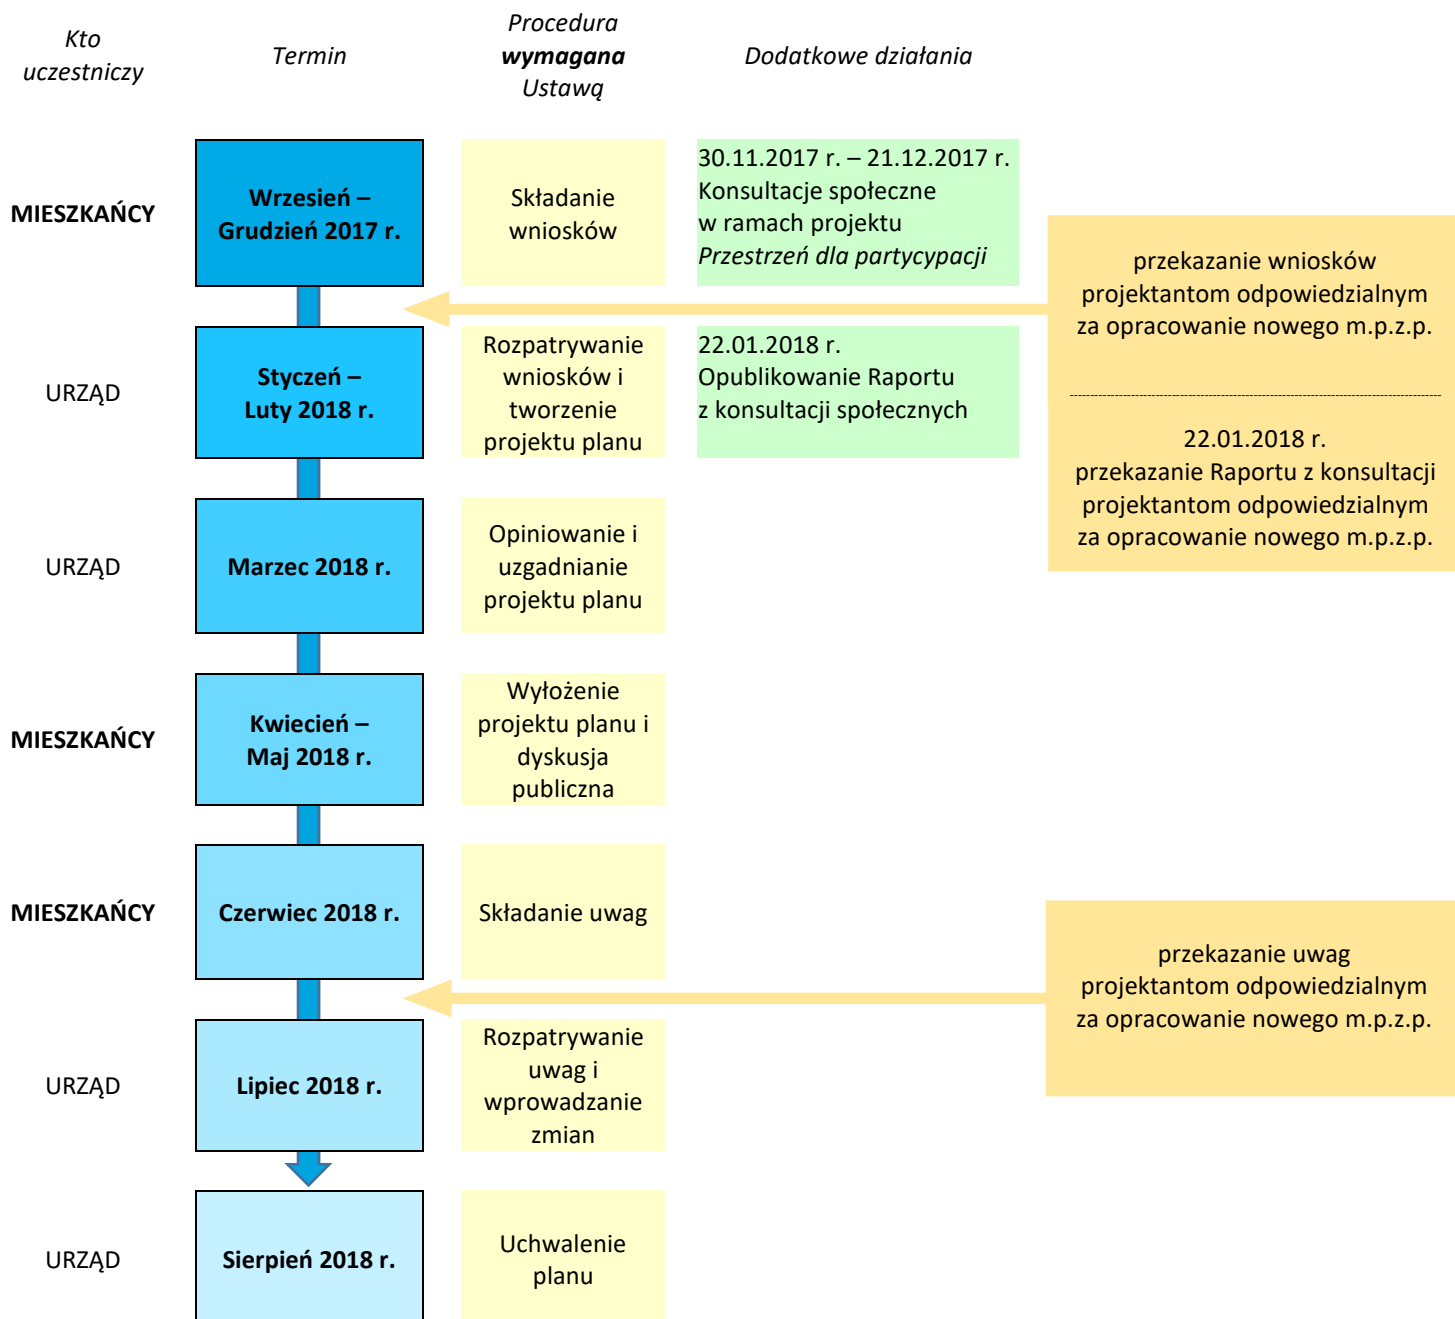 Kto
uczestniczy
Termin
Procedura
wymagana
Ustawą
Dodatkowe działania
MIESZKAŃCY
Wrzesień –
Grudzień 2017 r.
Składanie
wniosków
30.11.2017 r. – 21.12.2017 r.
Konsultacje społeczne
w ramach projektu
Przestrzeń dla partycypacji
przekazanie wniosków
projektantom odpowiedzialnym
za opracowanie nowego m.p.z.p.
URZĄD
Styczeń –
Luty 2018 r.
Rozpatrywanie
wniosków i
tworzenie
projektu planu
22.01.2018 r.
Opublikowanie Raportu
z konsultacji społecznych
22.01.2018 r.
przekazanie Raportu z konsultacji
projektantom odpowiedzialnym
za opracowanie nowego m.p.z.p.
URZĄD
Marzec 2018 r.
Opiniowanie i
uzgadnianie
projektu planu
MIESZKAŃCY
Kwiecień –
Maj 2018 r.
Wyłożenie
projektu planu i
dyskusja
publiczna
MIESZKAŃCY
Czerwiec 2018 r.
Składanie uwag
przekazanie uwag
projektantom odpowiedzialnym
za opracowanie nowego m.p.z.p.
URZĄD
Lipiec 2018 r.
Rozpatrywanie
uwag i
wprowadzanie
zmian
URZĄD
Sierpień 2018 r.
Uchwalenie
planu